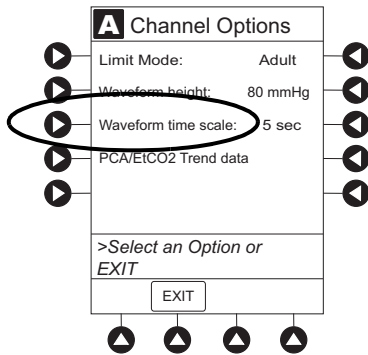 A Channel Options
Limit Mode: Adult
Waveform height: 80 mmHg
Waveform time scale: 5 sec
PCA/EtCO2 Trend data
>Select an Option or
EXIT
EXIT